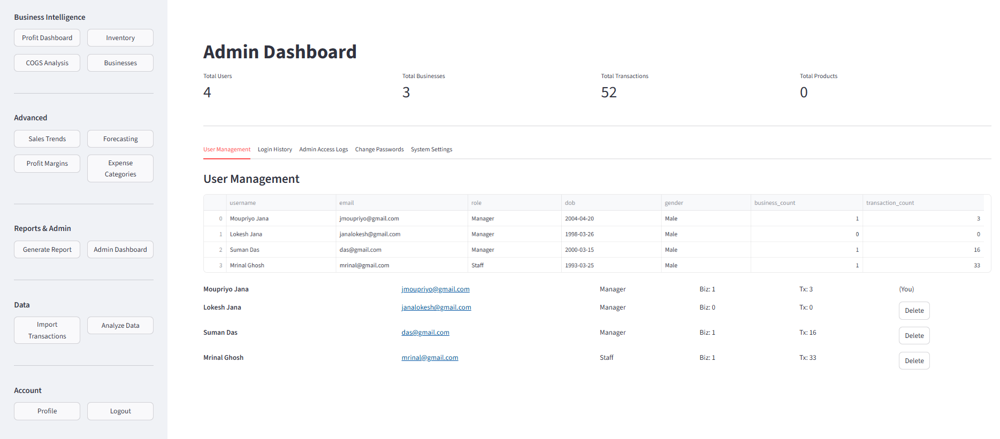 Business Intelligence
Profit Dashboard
Inventory
COGS Analysis
Businesses
Advanced
Sales Trends
Forecasting
Profit Margins
Expense
Categories
Reports & Admin
Generate Report
Admin Dashboard
Data
Import
Transactions
Analyze Data
Account
Profile
Logout
Admin Dashboard
Total Users
4
Total Businesses
3
Total Transactions
52
Total Products
0
User Management Login History Admin Access Logs Change Passwords System Settings
User Management
username email role dob gender business_count transaction_count
0 Moupriyo Jana jmoupriyo@gmail.com Manager 2004-04-20 Male 1 3
1 Lokesh Jana janalokesh@gmail.com Manager 1998-03-26 Male 0 0
2 Suman Das das@gmail.com Manager 2000-03-15 Male 1 16
3 Mrinal Ghosh mrinal@gmail.com Staff 1993-03-25 Male 1 33
Moupriyo Jana jmoupriyo@gmail.com Manager Biz: 1 Tx: 3 (You)
Lokesh Jana janalokesh@gmail.com Manager Biz: 0 Tx: 0 Delete
Suman Das das@gmail.com Manager Biz: 1 Tx: 16 Delete
Mrinal Ghosh mrinal@gmail.com Staff Biz: 1 Tx: 33 Delete